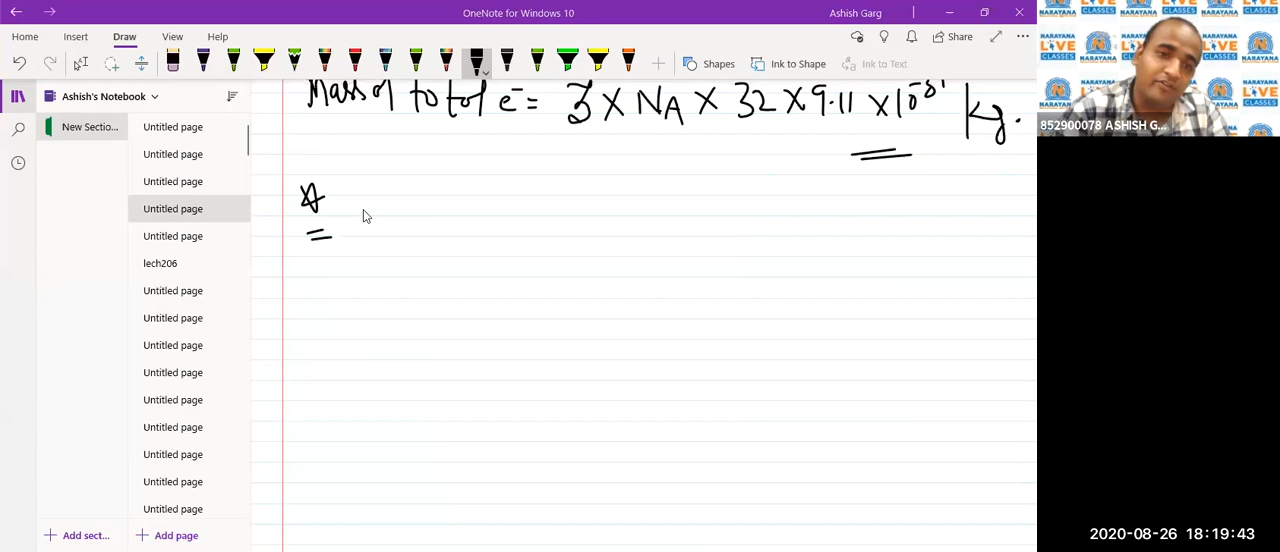 OneNote for Windows 10
Ashish Garg
Home Insert Draw View Help
Share
Shapes Ink to Shape Ink to Text
Ashish's Notebook
New Sectio...
Untitled page
Untitled page
Untitled page
Untitled page
Untitled page
lech206
Untitled page
Untitled page
Untitled page
Untitled page
Untitled page
Untitled page
Untitled page
Untitled page
Untitled page
Add sect...
Add page
Mass of total e⁻ = 3 × NA × 32 × 9.11 × 10⁻³¹ kg.
NARAYANA LIVE CLASSES
852900078 ASHISH G...
2020-08-26 18:19:43